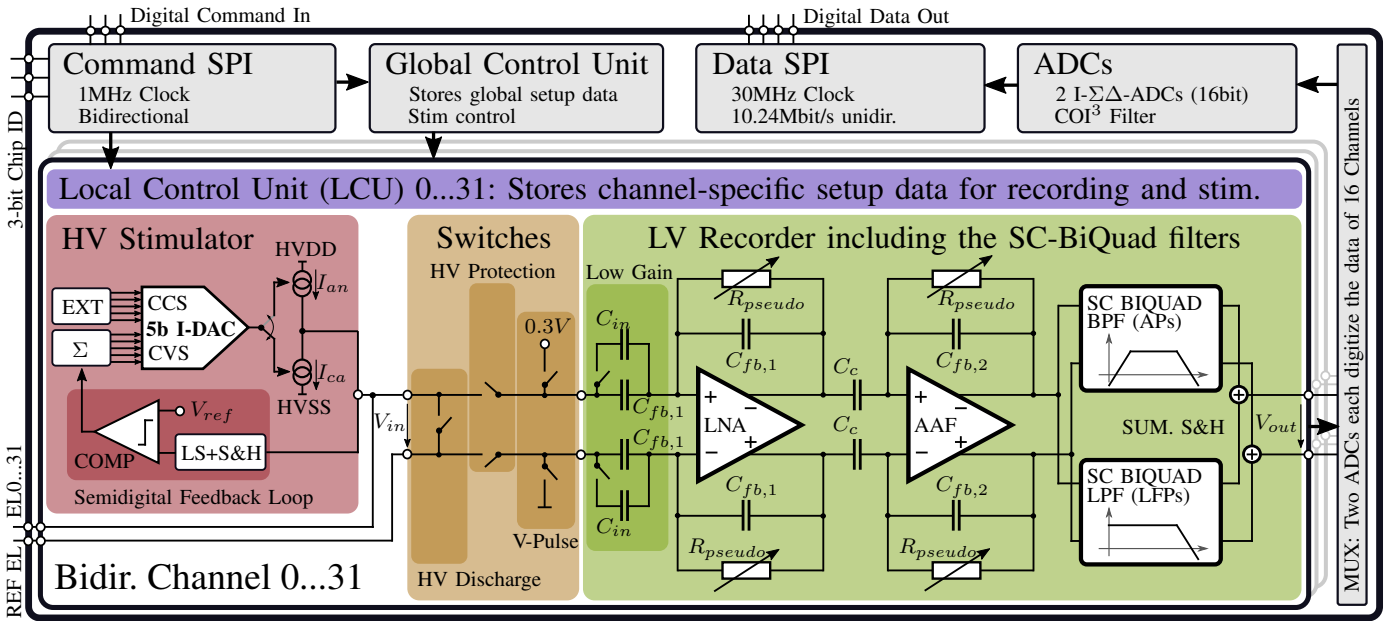 Digital Command In
Digital Data Out
Command SPI
1MHz Clock
Bidirectional
Global Control Unit
Stores global setup data
Stim control
Data SPI
30MHz Clock
10.24Mbit/s unidir.
ADCs
2 I-ΣΔ-ADCs (16bit)
COI³ Filter
3-bit Chip ID
MUX: Two ADCs each digitize the data of 16 Channels
Local Control Unit (LCU) 0...31: Stores channel-specific setup data for recording and stim.
HV Stimulator
HVDD
I_an
EXT
CCS
5b I-DAC
CVS
Σ
I_ca
HVSS
V_ref
COMP
LS+S&H
Semidigital Feedback Loop
Switches
HV Protection
0.3V
V_in
V-Pulse
HV Discharge
LV Recorder including the SC-BiQuad filters
Low Gain
C_in
C_fb,1
C_fb,1
C_in
R_pseudo
C_fb,1
+
−
LNA
−
+
C_fb,1
R_pseudo
C_c
C_c
R_pseudo
C_fb,2
+
−
AAF
−
+
C_fb,2
R_pseudo
SC BIQUAD
BPF (APs)
SUM. S&H
+
+
V_out
SC BIQUAD
LPF (LFPs)
EL0...31
REF EL
Bidir. Channel 0...31